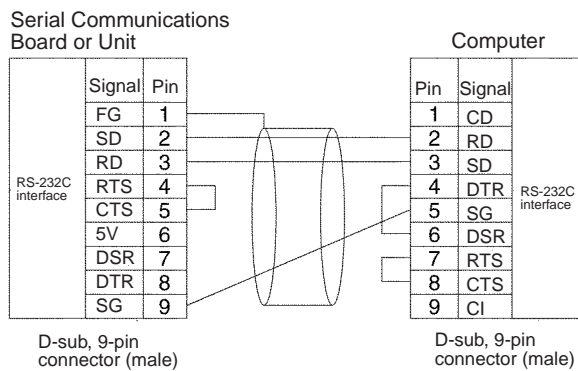 Serial Communications
Board or Unit
Computer
Signal Pin
Pin Signal
FG 1
1 CD
SD 2
2 RD
RD 3
3 SD
RTS 4
4 DTR
RS-232C
interface
RS-232C
interface
CTS 5
5 SG
5V 6
6 DSR
DSR 7
7 RTS
DTR 8
8 CTS
SG 9
9 CI
D-sub, 9-pin
connector (male)
D-sub, 9-pin
connector (male)